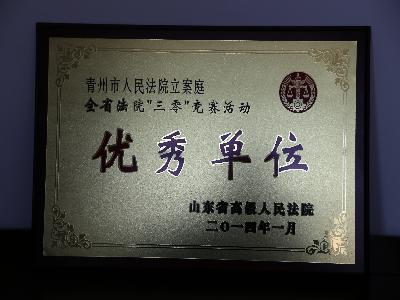 青州市人民法院立案庭
全省法院"三零"竞赛活动
优秀单位
山东省高级人民法院
二〇一四年一月